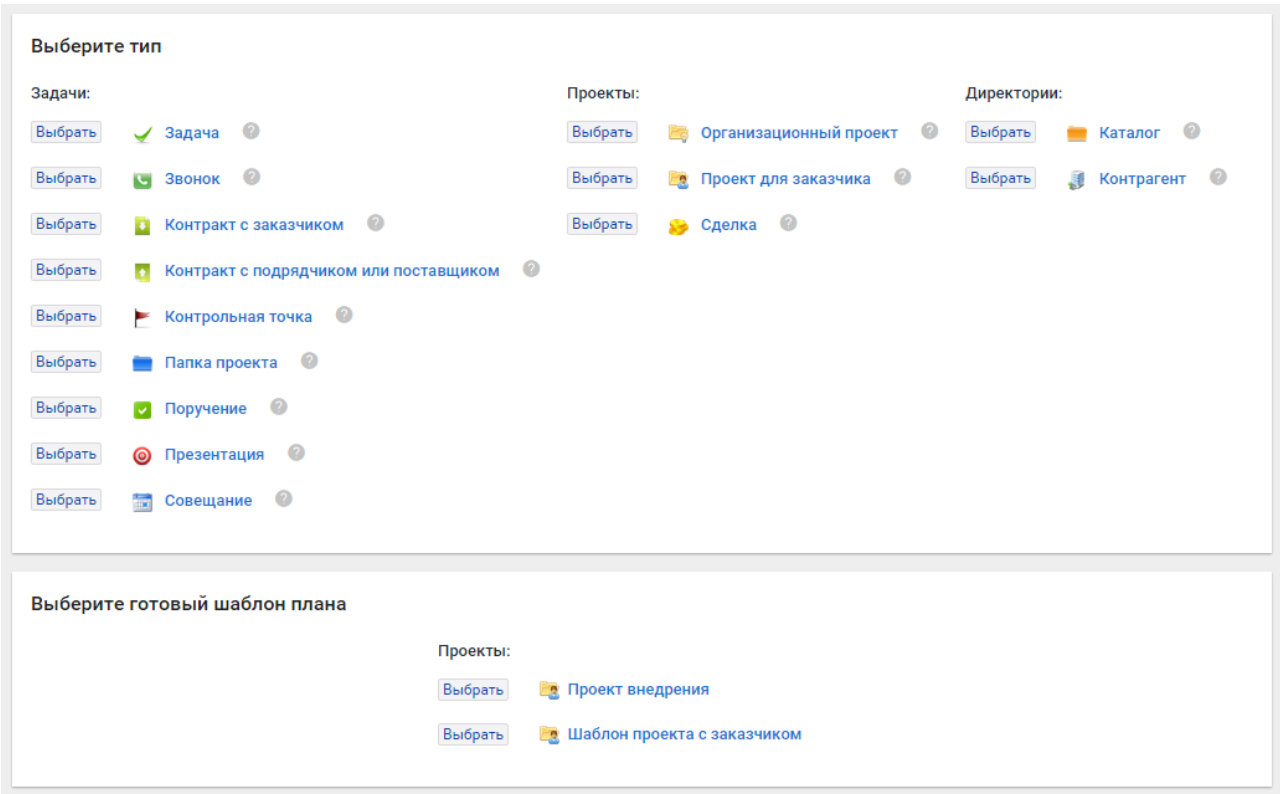 Выберите тип
Задачи:
Выбрать Задача ?
Выбрать Звонок ?
Выбрать Контракт с заказчиком ?
Выбрать Контракт с подрядчиком или поставщиком ?
Выбрать Контрольная точка ?
Выбрать Папка проекта ?
Выбрать Поручение ?
Выбрать Презентация ?
Выбрать Совещание ?
Проекты:
Выбрать Организационный проект ?
Выбрать Проект для заказчика ?
Выбрать Сделка ?
Директории:
Выбрать Каталог ?
Выбрать Контрагент ?
Выберите готовый шаблон плана
Проекты:
Выбрать Проект внедрения
Выбрать Шаблон проекта с заказчиком